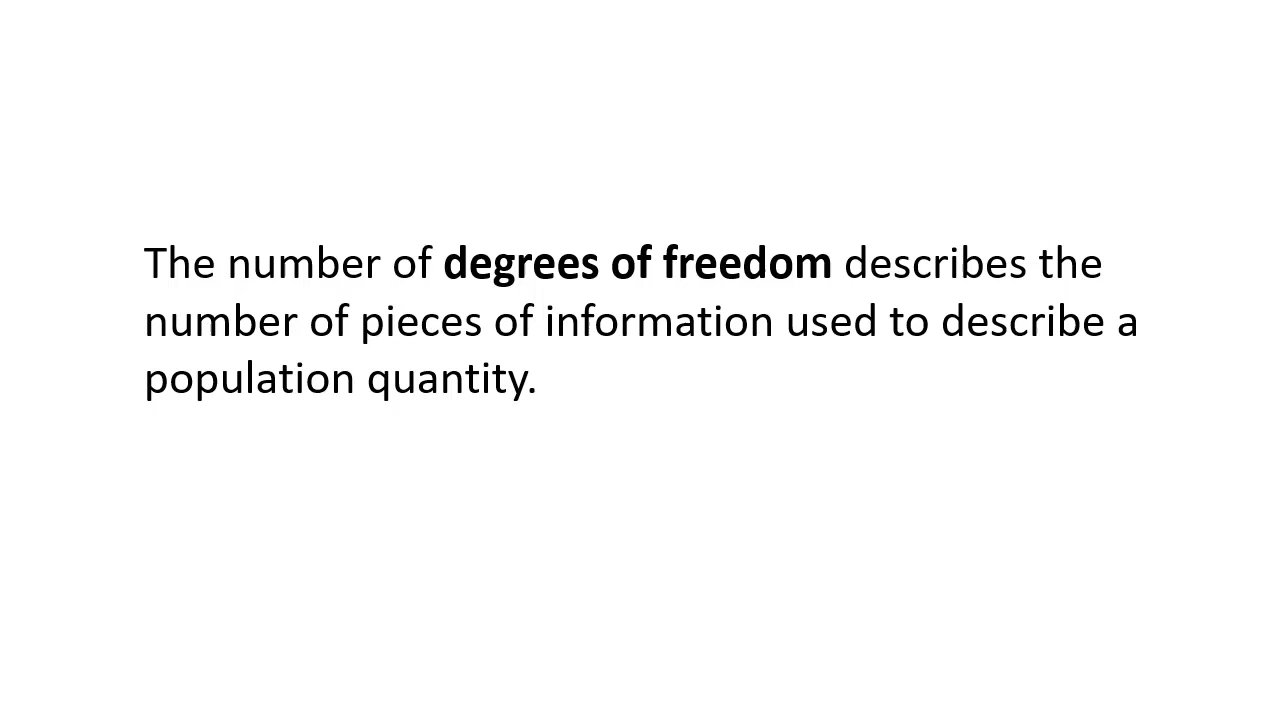 The number of degrees of freedom describes the
number of pieces of information used to describe a
population quantity.